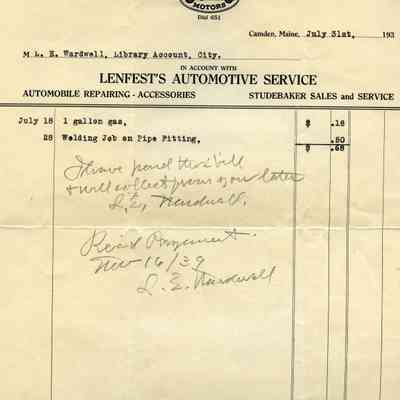 MOTORS
Dial 651
Camden, Maine, July 31st, 193
M L. E. Wardwell, Library Account, City.
IN ACCOUNT WITH
LENFEST'S AUTOMOTIVE SERVICE
AUTOMOBILE REPAIRING - ACCESSORIES STUDEBAKER SALES and SERVICE
July 18 1 gallon gas, $ .18
28 Welding Job on Pipe Fitting, .50
$ .68
I have paid this bill
& will collect from you later
L. E. Wardwell.
Rec'd Payment
Nov 16/39
L. E. Wardwell